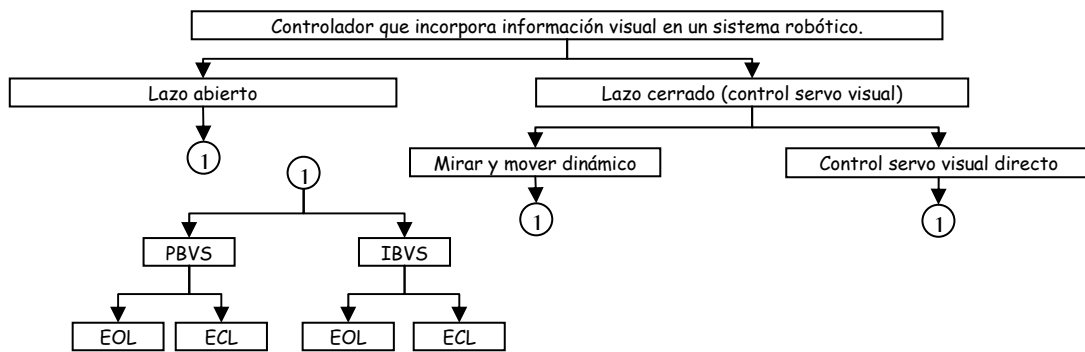 Controlador que incorpora información visual en un sistema robótico.
Lazo abierto
Lazo cerrado (control servo visual)
1
Mirar y mover dinámico
Control servo visual directo
1
1
1
PBVS
IBVS
EOL
ECL
EOL
ECL